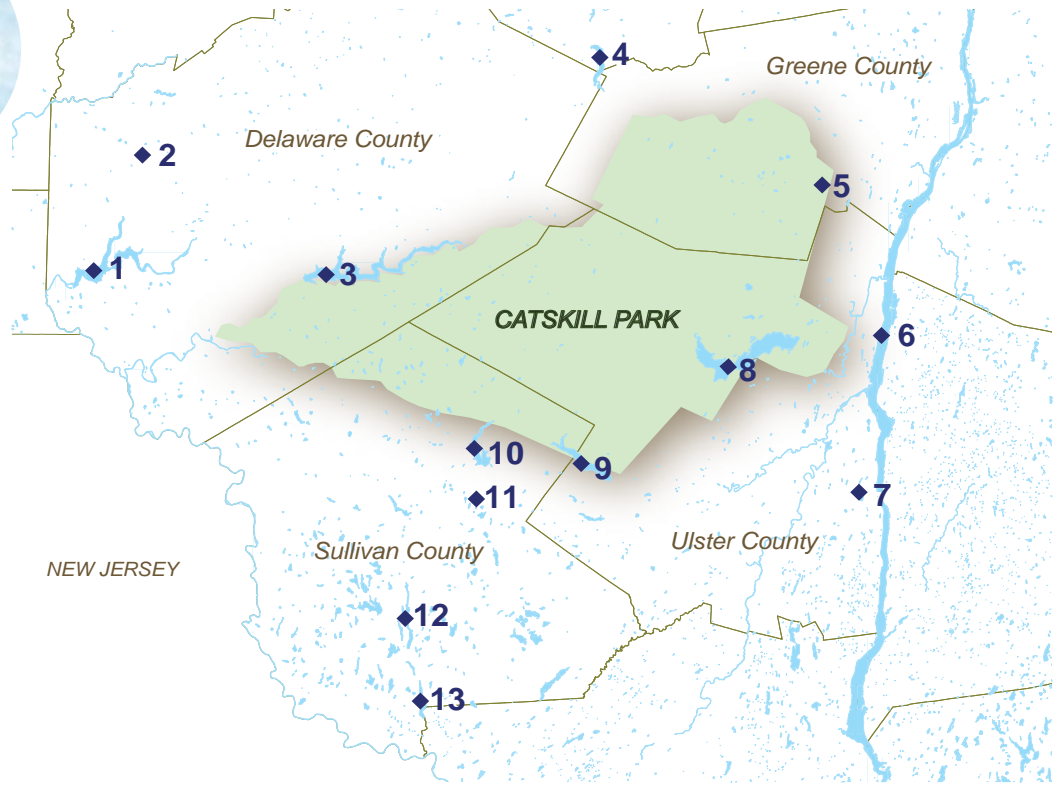 4
Greene County
Delaware County
2
5
1
3
CATSKILL PARK
6
8
10
9
11
7
Sullivan County
Ulster County
NEW JERSEY
12
13